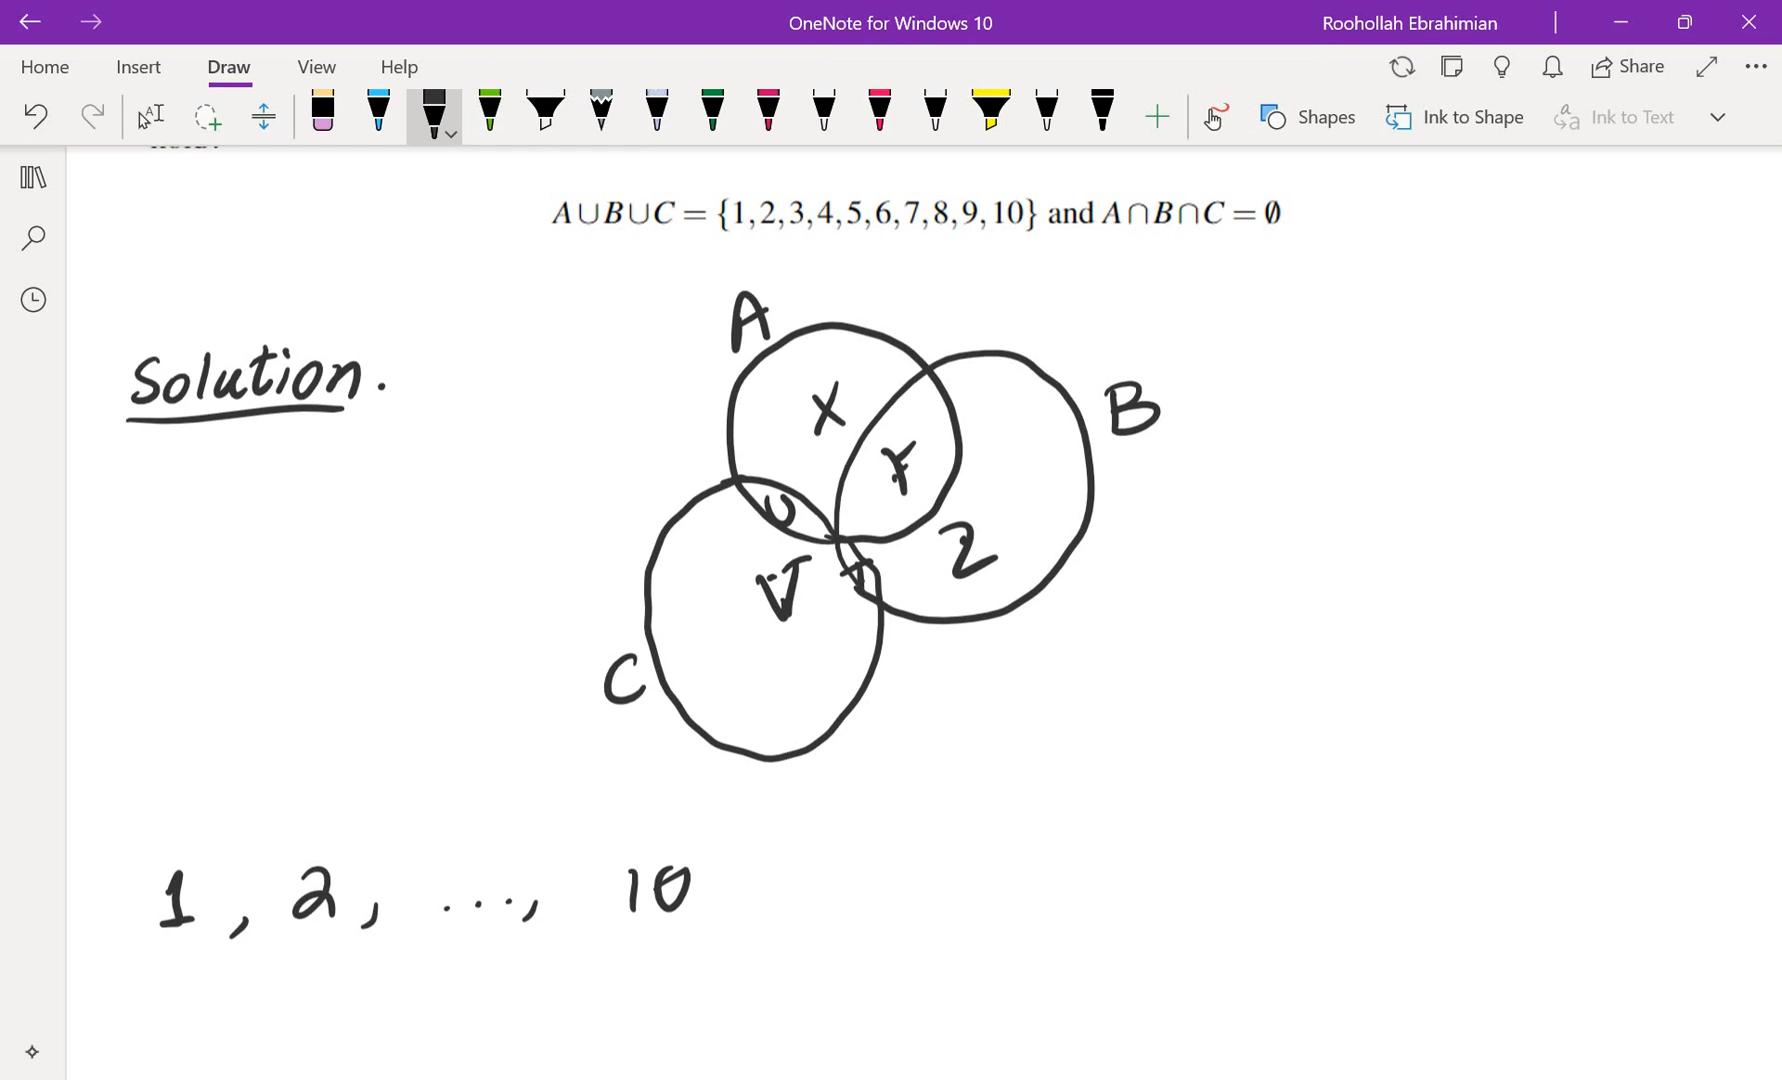 OneNote for Windows 10
Roohollah Ebrahimian
Home Insert Draw View Help
Share
Shapes Ink to Shape Ink to Text
A∪B∪C = {1,2,3,4,5,6,7,8,9,10} and A∩B∩C = ∅
Solution.
A
B
X
Y
U
Z
V
T
C
1, 2, ..., 10